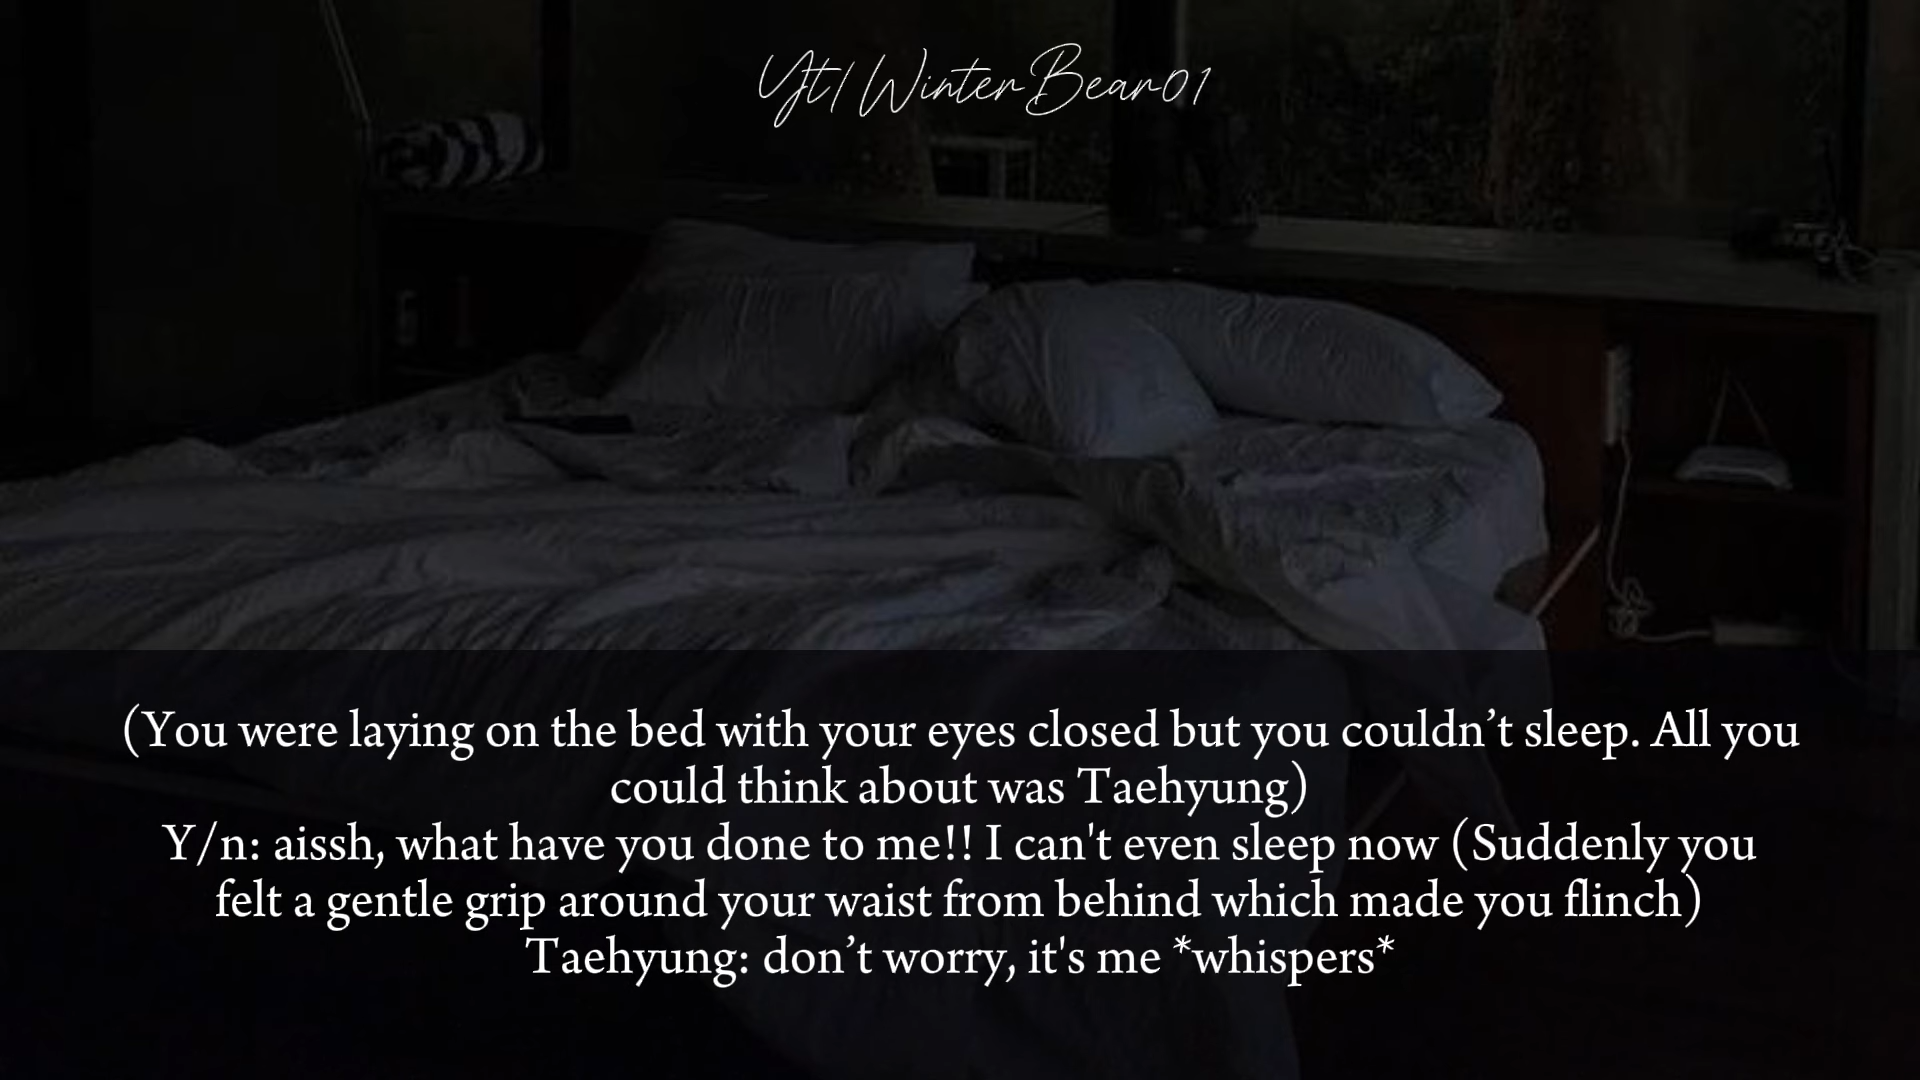 Yt/ WinterBear01
(You were laying on the bed with your eyes closed but you couldn’t sleep. All you
could think about was Taehyung)
Y/n: aissh, what have you done to me!! I can't even sleep now (Suddenly you
felt a gentle grip around your waist from behind which made you flinch)
Taehyung: don’t worry, it's me *whispers*